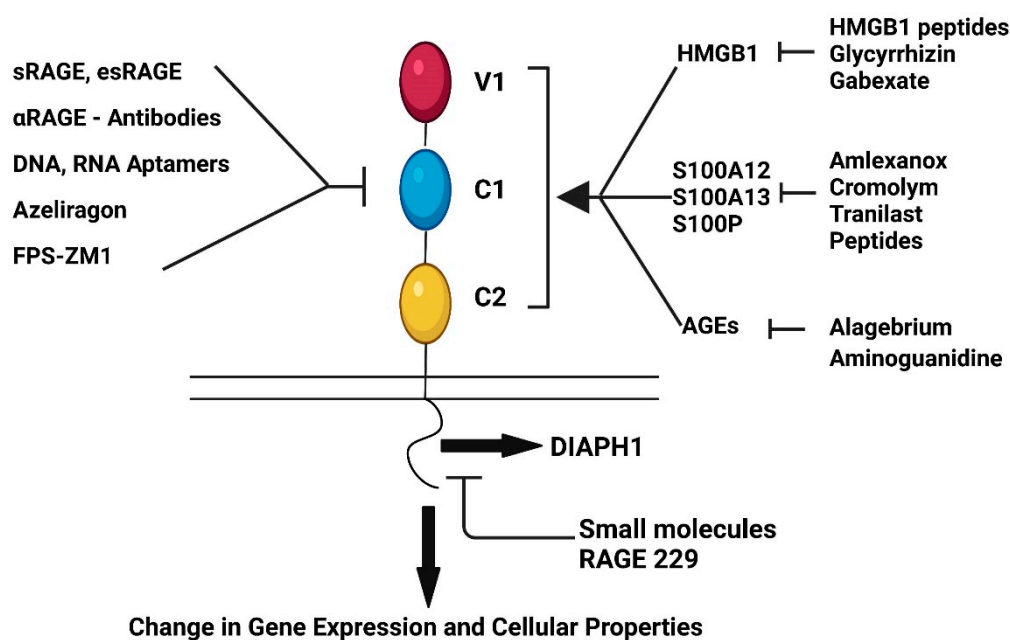 sRAGE, esRAGE
αRAGE - Antibodies
DNA, RNA Aptamers
Azeliragon
FPS-ZM1
V1
C1
C2
HMGB1
HMGB1 peptides
Glycyrrhizin
Gabexate
S100A12
S100A13
S100P
Amlexanox
Cromolym
Tranilast
Peptides
AGEs
Alagebrium
Aminoguanidine
DIAPH1
Small molecules
RAGE 229
Change in Gene Expression and Cellular Properties